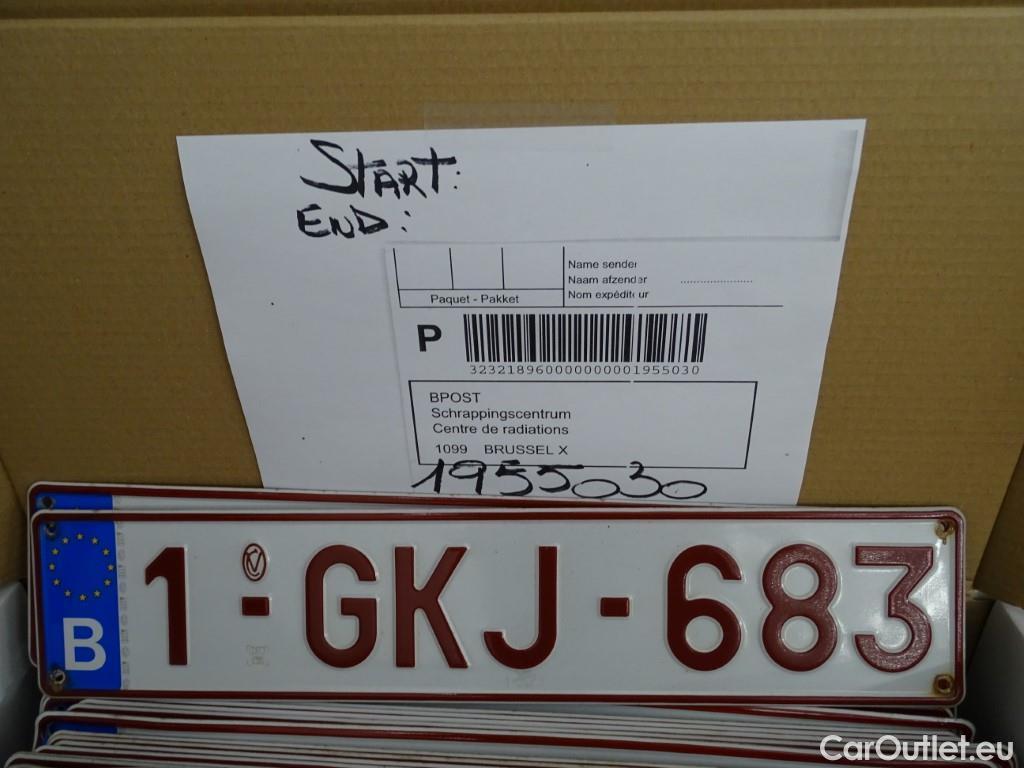 START:
END:
Name sender
Naam afzender ........................
Nom expéditeur
Paquet - Pakket
P
3232189600000000001955030
BPOST
Schrappingscentrum
Centre de radiations
1099 BRUSSEL X
1955030
B 1-GKJ-683
CarOutlet.eu